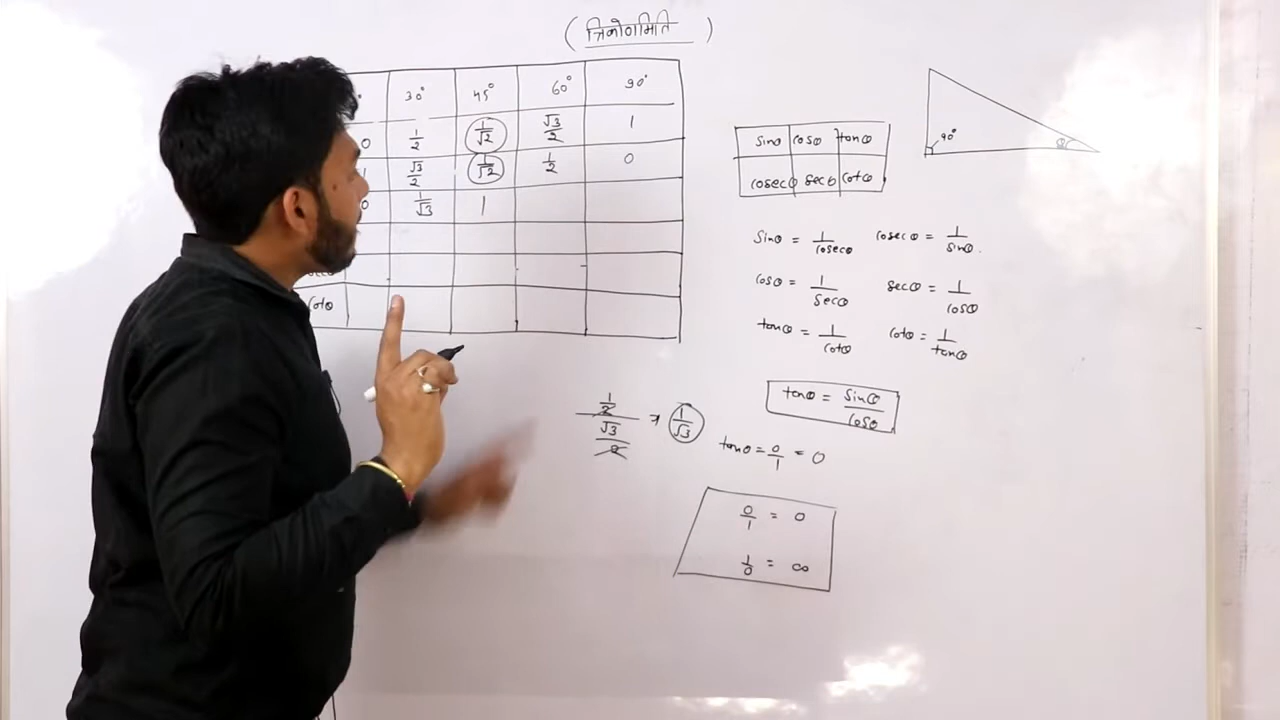 ( त्रिकोणमिति )
30° 45° 60° 90°
0 1/2 1/√2 √3/2 1
1 √3/2 1/√2 1/2 0
0 1/√3 1
secθ
cotθ
sinθ cosθ tanθ
cosecθ secθ cotθ
90° θ
sinθ = 1/cosecθ cosecθ = 1/sinθ.
cosθ = 1/secθ secθ = 1/cosθ
tanθ = 1/cotθ cotθ = 1/tanθ
tanθ = sinθ/cosθ
1/2 / √3/2 → 1/√3
tanθ = 0/1 = 0
0/1 = 0
1/0 = ∞